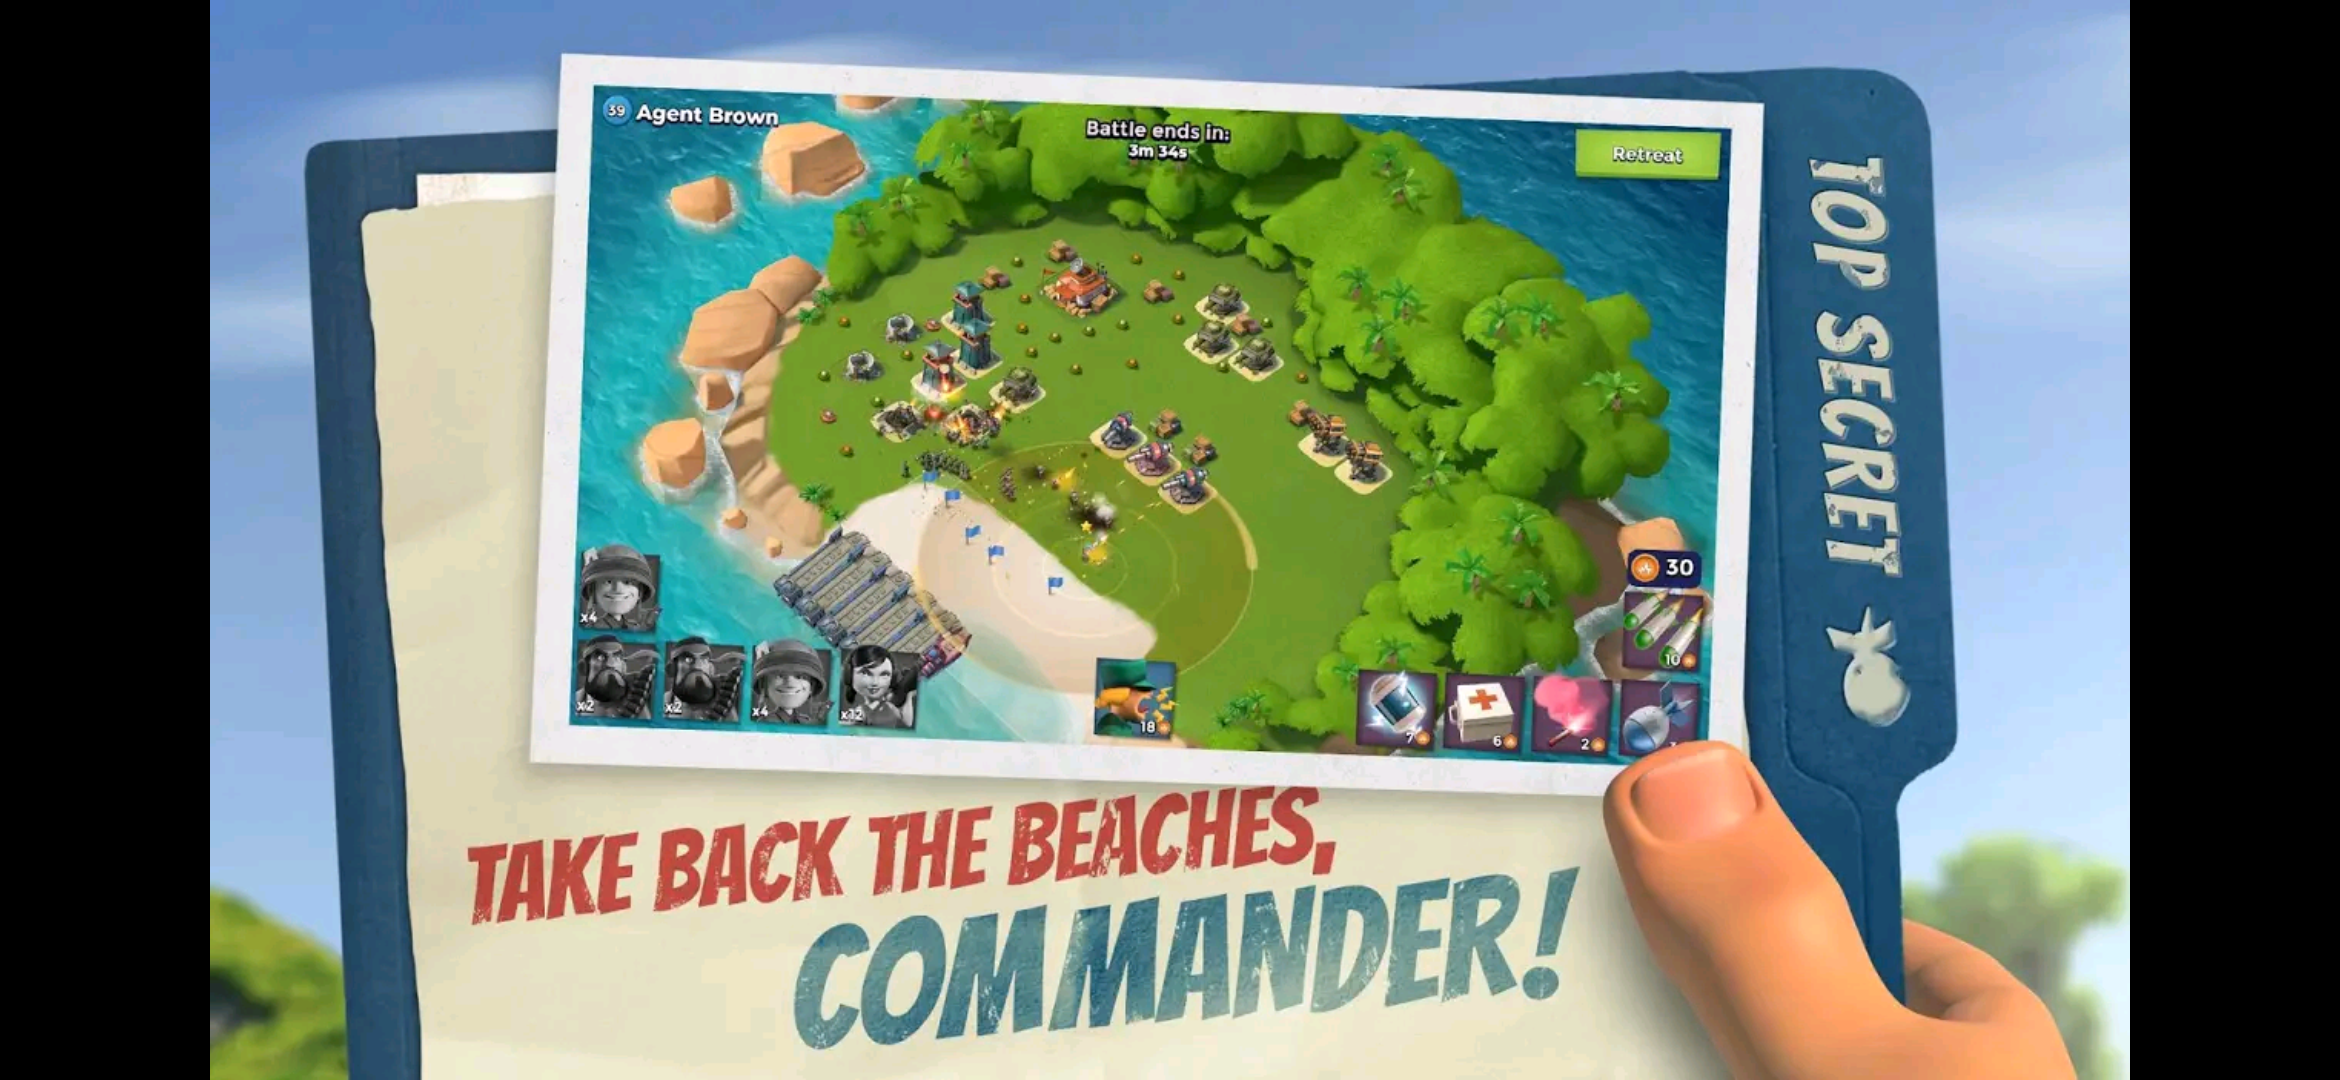 39 Agent Brown
Battle ends in:
3m 34s
Retreat
TOP SECRET
30
x4
10
x2
x2
x4
x12
18
7
6
2
TAKE BACK THE BEACHES,
COMMANDER!